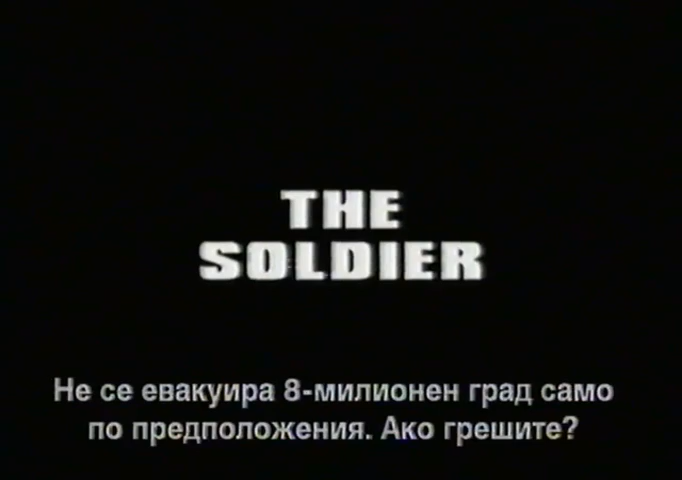 THE
SOLDIER
Не се евакуира 8-милионен град само
по предположения. Ако грешите?